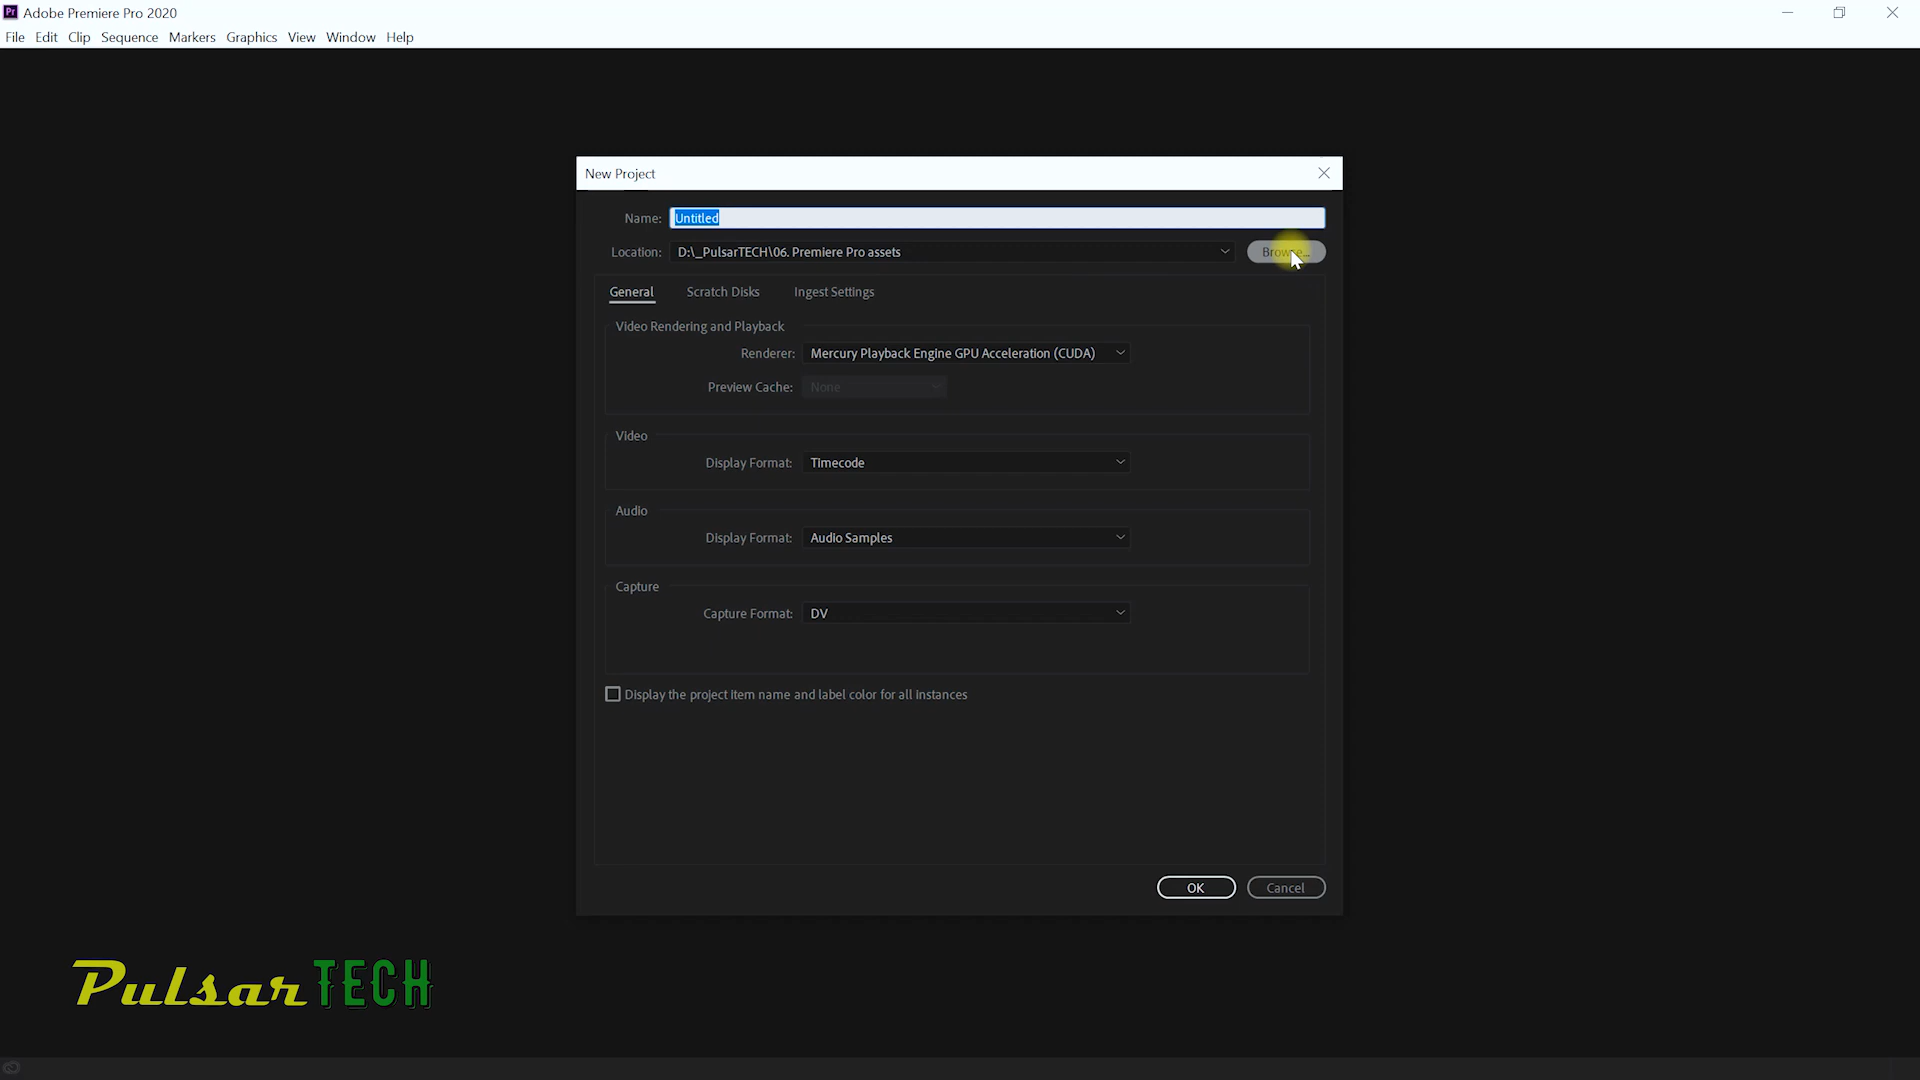 Adobe Premiere Pro 2020
File Edit Clip Sequence Markers Graphics View Window Help
New Project
Name: Untitled
Location: D:\_PulsarTECH\06. Premiere Pro assets
General Scratch Disks Ingest Settings
Video Rendering and Playback
Renderer: Mercury Playback Engine GPU Acceleration (CUDA)
Preview Cache: None
Video
Display Format: Timecode
Audio
Display Format: Audio Samples
Capture
Capture Format: DV
Display the project item name and label color for all instances
OK Cancel
PulsarTECH